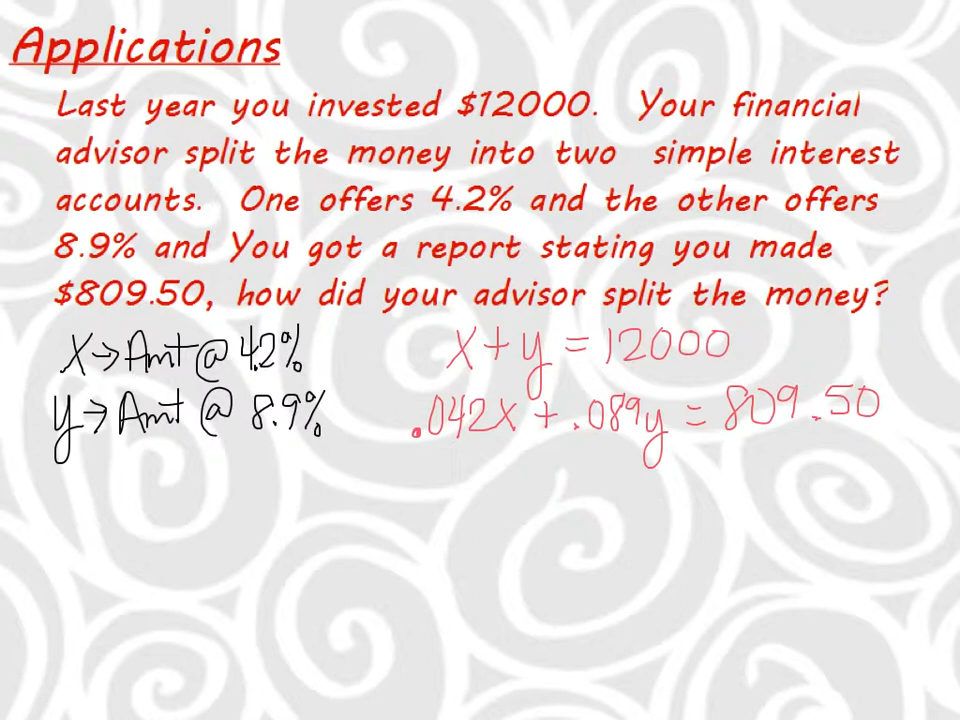 Applications
Last year you invested $12000. Your financial
advisor split the money into two simple interest
accounts. One offers 4.2% and the other offers
8.9% and You got a report stating you made
$809.50, how did your advisor split the money?
x→Amt @ 4.2%
y→Amt @ 8.9%
x+y=12000
.042x + .089y = 809.50